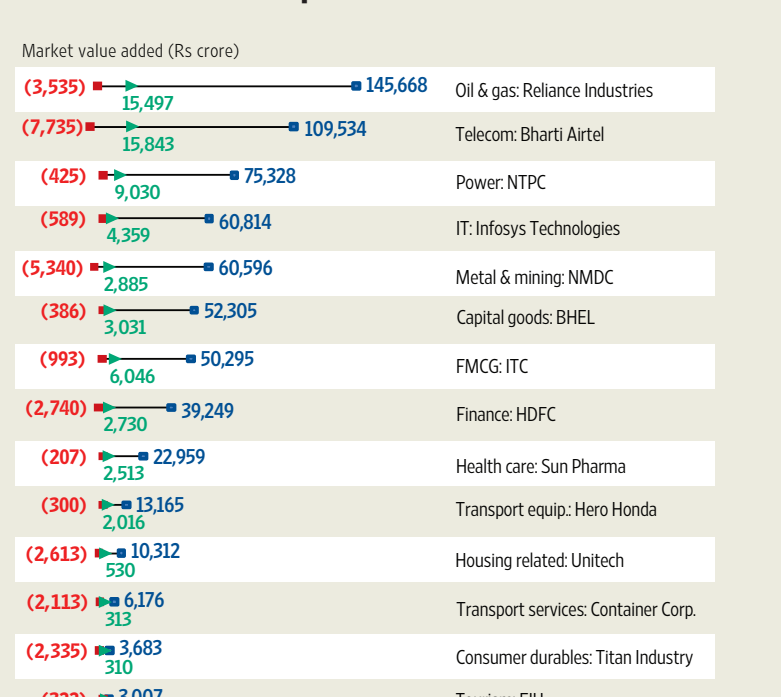 Market value added (Rs crore)
(3,535) 145,668 Oil & gas: Reliance Industries
15,497
(7,735) 109,534 Telecom: Bharti Airtel
15,843
(425) 75,328 Power: NTPC
9,030
(589) 60,814 IT: Infosys Technologies
4,359
(5,340) 60,596 Metal & mining: NMDC
2,885
(386) 52,305 Capital goods: BHEL
3,031
(993) 50,295 FMCG: ITC
6,046
(2,740) 39,249 Finance: HDFC
2,730
(207) 22,959 Health care: Sun Pharma
2,513
(300) 13,165 Transport equip.: Hero Honda
2,016
(2,613) 10,312 Housing related: Unitech
530
(2,113) 6,176 Transport services: Container Corp.
313
(2,335) 3,683 Consumer durables: Titan Industry
310
3,007